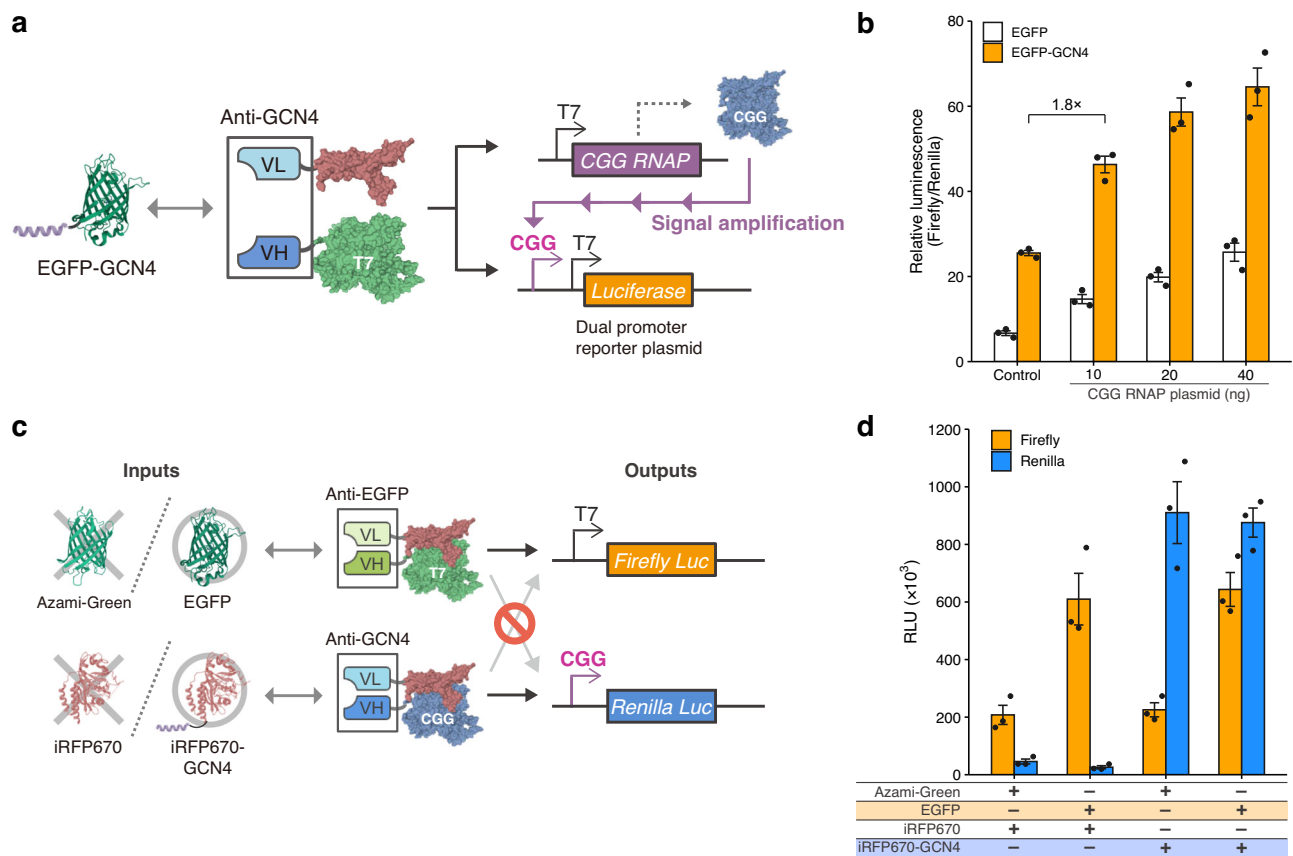 a
Anti-GCN4
VL
VH
T7
EGFP-GCN4
T7
CGG RNAP
CGG
Signal amplification
CGG
T7
Luciferase
Dual promoter
reporter plasmid
b
EGFP
EGFP-GCN4
Relative luminescence
(Firefly/Renilla)
80
60
40
20
0
1.8×
Control
10
20
40
CGG RNAP plasmid (ng)
c
Inputs
Outputs
Azami-Green
EGFP
Anti-EGFP
VL
VH
T7
T7
Firefly Luc
iRFP670
iRFP670-
GCN4
Anti-GCN4
VL
VH
CGG
CGG
Renilla Luc
d
Firefly
Renilla
RLU (×10³)
1200
1000
800
600
400
200
0
Azami-Green + − + −
EGFP − + − +
iRFP670 + + − −
iRFP670-GCN4 − − + +